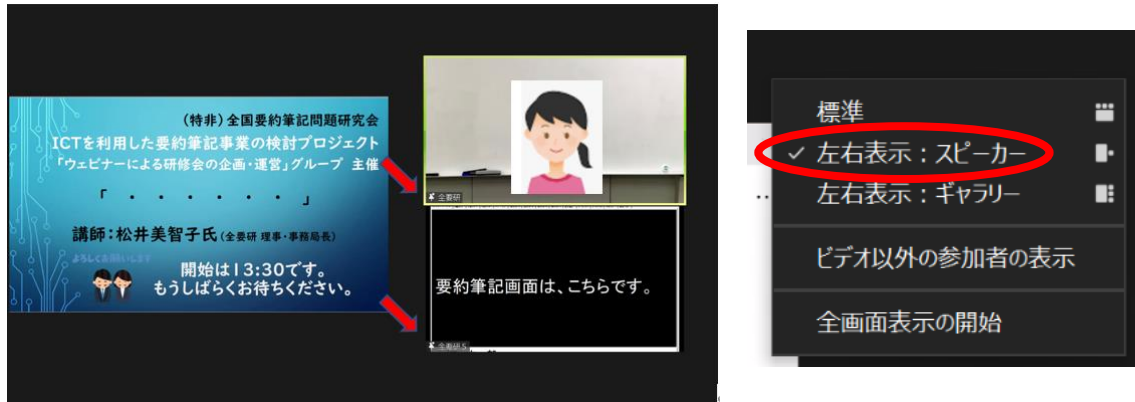 （特非）全国要約筆記問題研究会
ICTを利用した要約筆記事業の検討プロジェクト
「ウェビナーによる研修会の企画・運営」グループ 主催
「 ・ ・ ・ ・ ・ ・ 」
講師：松井美智子氏（全要研 理事・事務局長）
よろしくお願いします
開始は13:30です。
もうしばらくお待ちください。
全要研
要約筆記画面は、こちらです。
全要研5
標準
✓ 左右表示：スピーカー
左右表示：ギャラリー
ビデオ以外の参加者の表示
全画面表示の開始